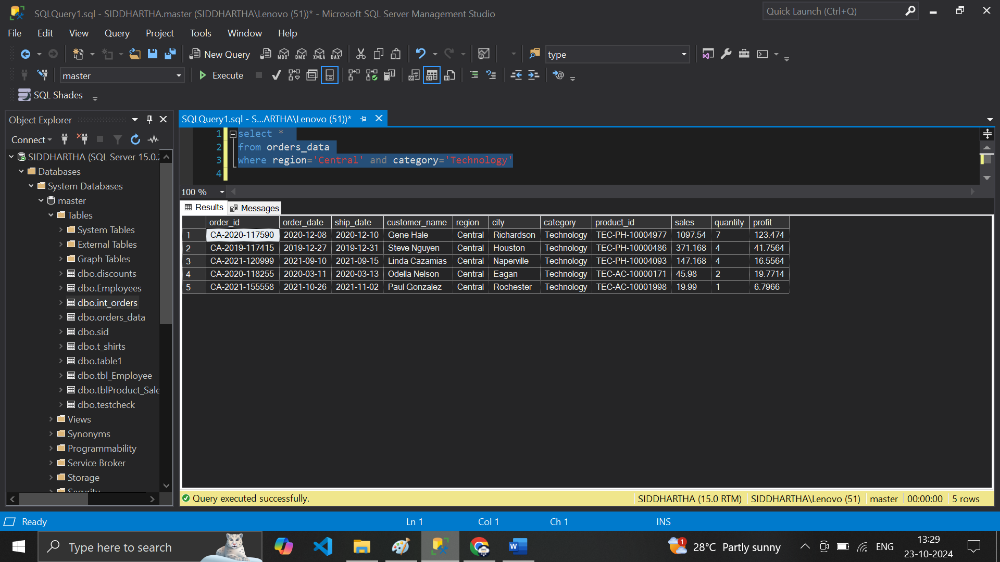 SQLQuery1.sql - SIDDHARTHA.master (SIDDHARTHA\Lenovo (51))* - Microsoft SQL Server Management Studio
Quick Launch (Ctrl+Q)
File Edit View Query Project Tools Window Help
New Query MDX DMX XMLA DAX type
master Execute
SQL Shades
Object Explorer
Connect
SIDDHARTHA (SQL Server 15.0.2
Databases
System Databases
master
Tables
System Tables
External Tables
Graph Tables
dbo.discounts
dbo.Employees
dbo.int_orders
dbo.orders_data
dbo.sid
dbo.t_shirts
dbo.table1
dbo.tbl_Employee
dbo.tblProduct_Sale
dbo.testcheck
Views
Synonyms
Programmability
Service Broker
Storage
Security
SQLQuery1.sql - S...ARTHA\Lenovo (51))*
1 select *
2 from orders_data
3 where region='Central' and category='Technology'
4
100 %
Results Messages
order_id order_date ship_date customer_name region city category product_id sales quantity profit
1 CA-2020-117590 2020-12-08 2020-12-10 Gene Hale Central Richardson Technology TEC-PH-10004977 1097.54 7 123.474
2 CA-2019-117415 2019-12-27 2019-12-31 Steve Nguyen Central Houston Technology TEC-PH-10000486 371.168 4 41.7564
3 CA-2021-120999 2021-09-10 2021-09-15 Linda Cazamias Central Naperville Technology TEC-PH-10004093 147.168 4 16.5564
4 CA-2020-118255 2020-03-11 2020-03-13 Odella Nelson Central Eagan Technology TEC-AC-10000171 45.98 2 19.7714
5 CA-2021-155558 2021-10-26 2021-11-02 Paul Gonzalez Central Rochester Technology TEC-AC-10001998 19.99 1 6.7966
Query executed successfully. SIDDHARTHA (15.0 RTM) SIDDHARTHA\Lenovo (51) master 00:00:00 5 rows
Ready Ln 1 Col 1 Ch 1 INS
Type here to search
1 28°C Partly sunny
ENG
13:29
23-10-2024